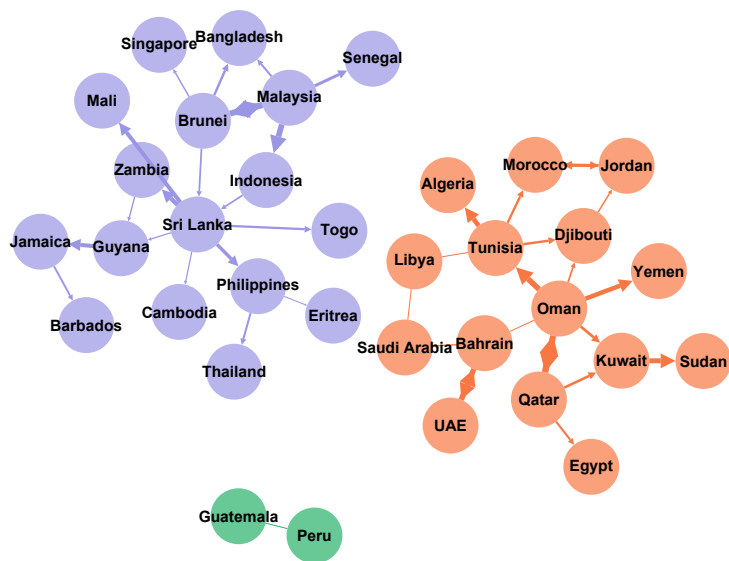 Singapore
Bangladesh
Senegal
Mali
Malaysia
Brunei
Zambia
Indonesia
Morocco
Jordan
Algeria
Sri Lanka
Togo
Jamaica
Guyana
Tunisia
Djibouti
Libya
Yemen
Philippines
Barbados
Cambodia
Eritrea
Oman
Saudi Arabia
Bahrain
Kuwait
Sudan
Thailand
Qatar
UAE
Egypt
Guatemala
Peru